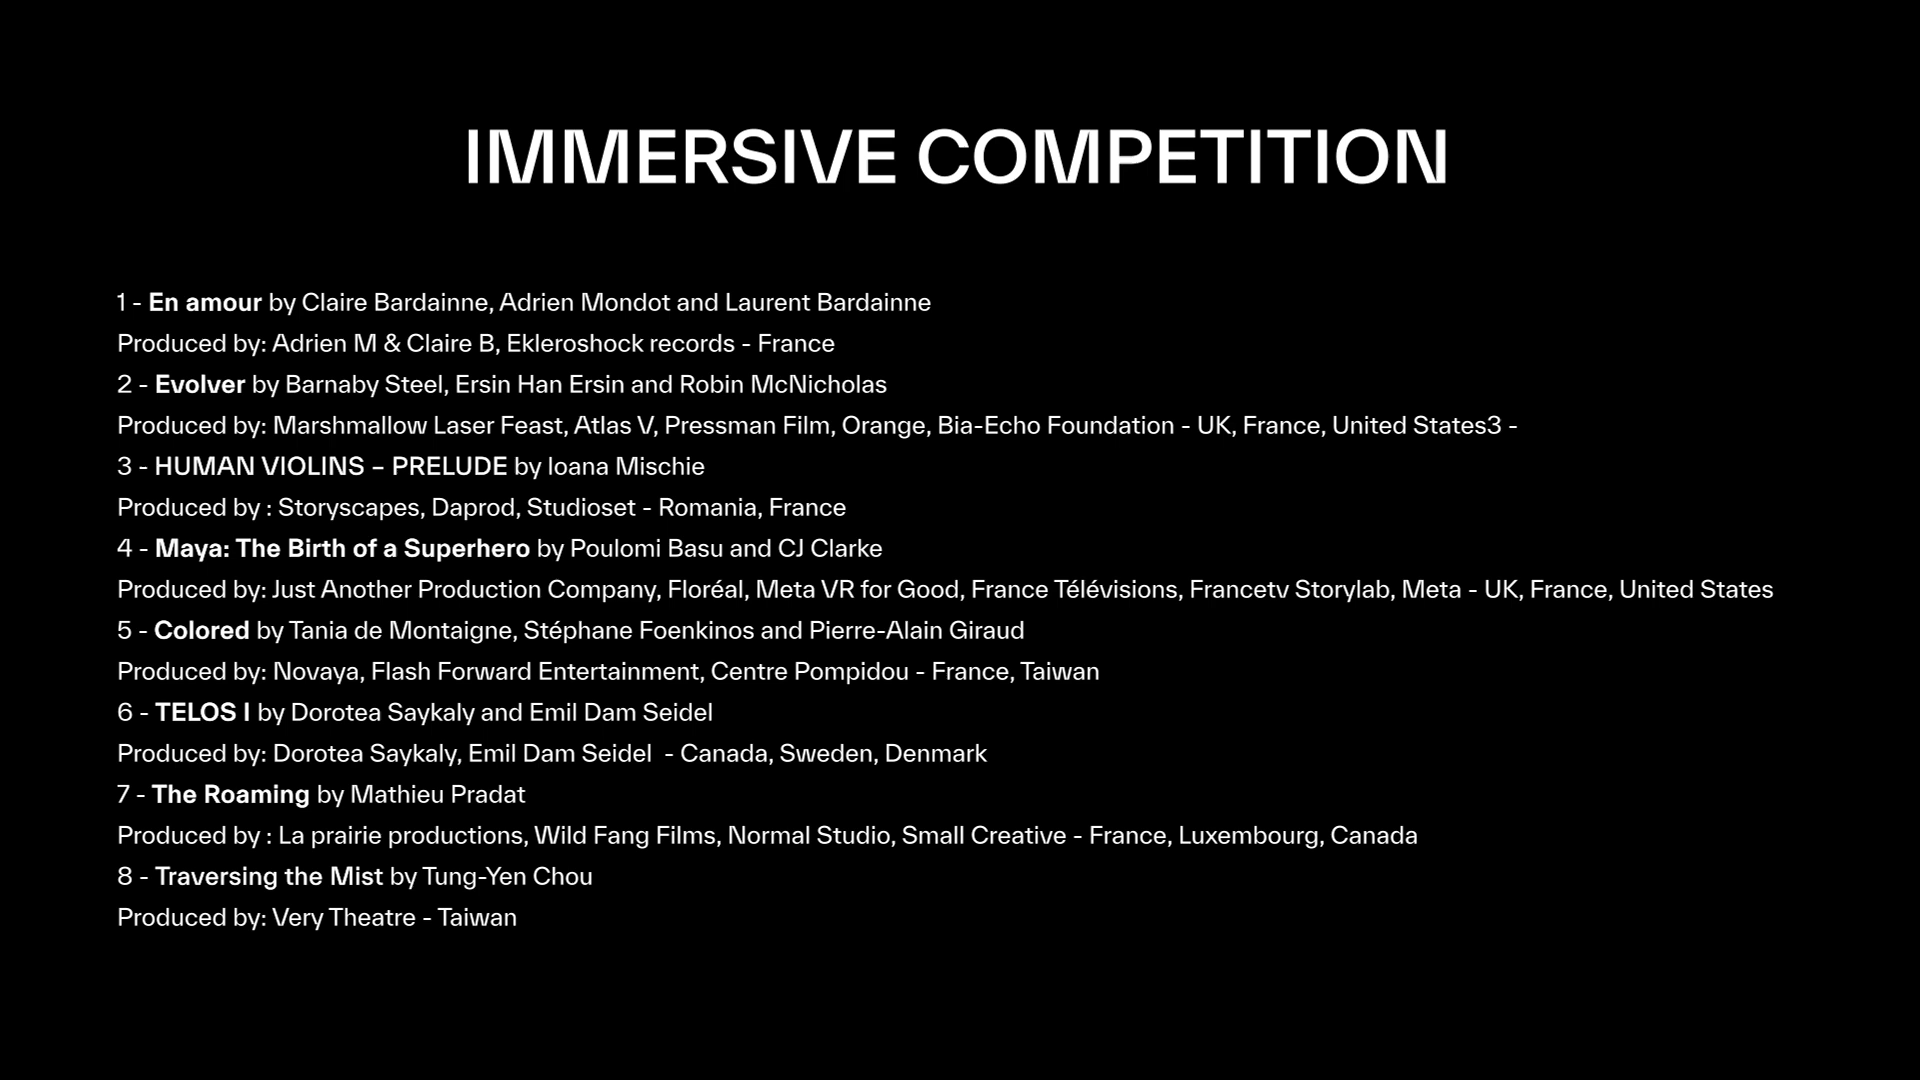 IMMERSIVE COMPETITION
1 - En amour by Claire Bardainne, Adrien Mondot and Laurent Bardainne
Produced by: Adrien M & Claire B, Ekleroshock records - France
2 - Evolver by Barnaby Steel, Ersin Han Ersin and Robin McNicholas
Produced by: Marshmallow Laser Feast, Atlas V, Pressman Film, Orange, Bia-Echo Foundation - UK, France, United States3 -
3 - HUMAN VIOLINS – PRELUDE by Ioana Mischie
Produced by : Storyscapes, Daprod, Studioset - Romania, France
4 - Maya: The Birth of a Superhero by Poulomi Basu and CJ Clarke
Produced by: Just Another Production Company, Floréal, Meta VR for Good, France Télévisions, Francetv Storylab, Meta - UK, France, United States
5 - Colored by Tania de Montaigne, Stéphane Foenkinos and Pierre-Alain Giraud
Produced by: Novaya, Flash Forward Entertainment, Centre Pompidou - France, Taiwan
6 - TELOS I by Dorotea Saykaly and Emil Dam Seidel
Produced by: Dorotea Saykaly, Emil Dam Seidel  - Canada, Sweden, Denmark
7 - The Roaming by Mathieu Pradat
Produced by : La prairie productions, Wild Fang Films, Normal Studio, Small Creative - France, Luxembourg, Canada
8 - Traversing the Mist by Tung-Yen Chou
Produced by: Very Theatre - Taiwan